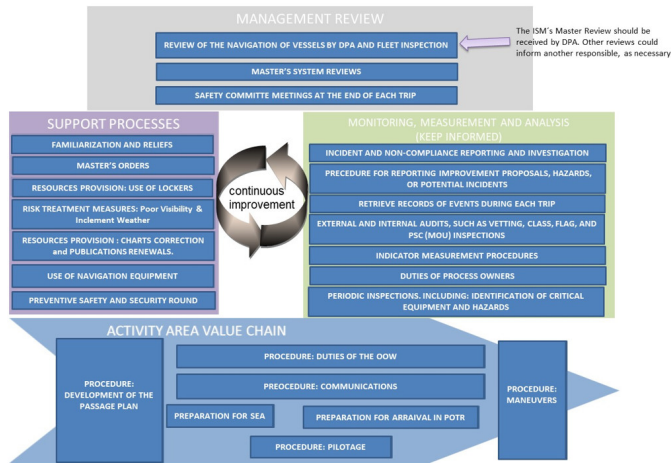 MANAGEMENT REVIEW
REVIEW OF THE NAVIGATION OF VESSELS BY DPA AND FLEET INSPECTION
The ISM´s Master Review should be
received by DPA. Other reviews could
inform another responsible, as necessary
MASTER'S SYSTEM REVIEWS
SAFETY COMMITTE MEETINGS AT THE END OF EACH TRIP
SUPPORT PROCESSES
FAMILIARIZATION AND RELIEFS
MASTER'S ORDERS
RESOURCES PROVISION: USE OF LOCKERS
RISK TREATMENT MEASURES: Poor Visibility &
Inclement Weather
RESOURCES PROVISION : CHARTS CORRECTION
and PUBLICATIONS RENEWALS.
USE OF NAVIGATION EQUIPMENT
PREVENTIVE SAFETY AND SECURITY ROUND
continuous
improvement
MONITORING, MEASUREMENT AND ANALYSIS
(KEEP INFORMED)
INCIDENT AND NON-COMPLIANCE REPORTING AND INVESTIGATION
PRECEDURE FOR REPORTING IMPROVEMENT PROPOSALS, HAZARDS,
OR POTENTIAL INCIDENTS
RETRIEVE RECORDS OF EVENTS DURING EACH TRIP
EXTERNAL AND INTERNAL AUDITS, SUCH AS VETTING, CLASS, FLAG, AND
PSC (MOU) INSPECTIONS
INDICATOR MEASUREMENT PROCEDURES
DUTIES OF PROCESS OWNERS
PERIODIC INSPECTIONS. INCLUDING: IDENTIFICATION OF CRITICAL
EQUIPMENT AND HAZARDS
ACTIVITY AREA VALUE CHAIN
PROCEDURE:
DEVELOPMENT OF THE
PASSAGE PLAN
PROCEDURE: DUTIES OF THE OOW
PREOCEDURE: COMMUNICATIONS
PREPARATION FOR SEA
PREPARATION FOR ARRAIVAL IN POTR
PROCEDURE: PILOTAGE
PROCEDURE:
MANEUVERS